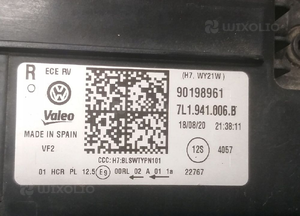 WIXOLIO
R ECE RV
(H7, WY21W)
90198961
7L1.941.006.B
18/08/20 21:38:11
Valeo
MADE IN SPAIN
VF2
12S 4057
CCC: H7:BLSWTYPN101
01 HCR PL 12.5 E9 00RL 02 A 01 1a 22767